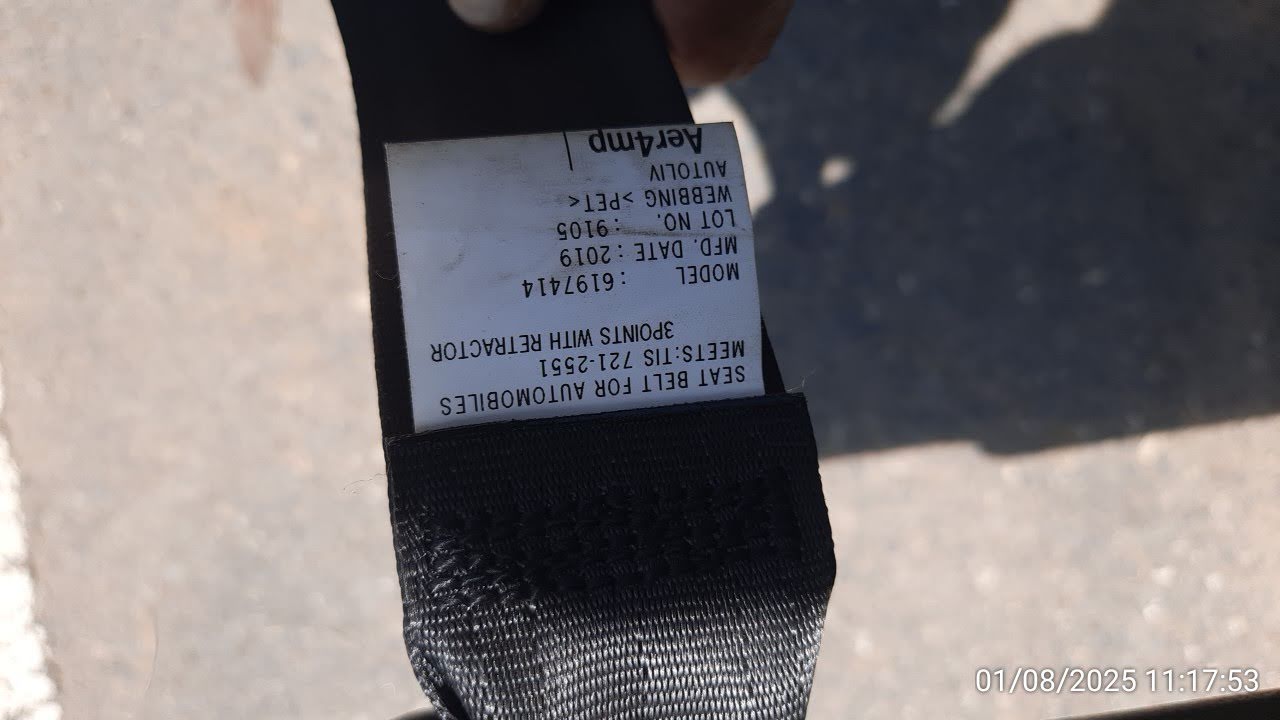 SEAT BELT FOR AUTOMOBILES
MEETS:TIS 721-2551
3POINTS WITH RETRACTOR
MODEL :6197414
MFD. DATE : 2019
LOT NO. : 9105
WEBBING >PET<
AUTOLIV
Aer4mp
01/08/2025 11:17:53